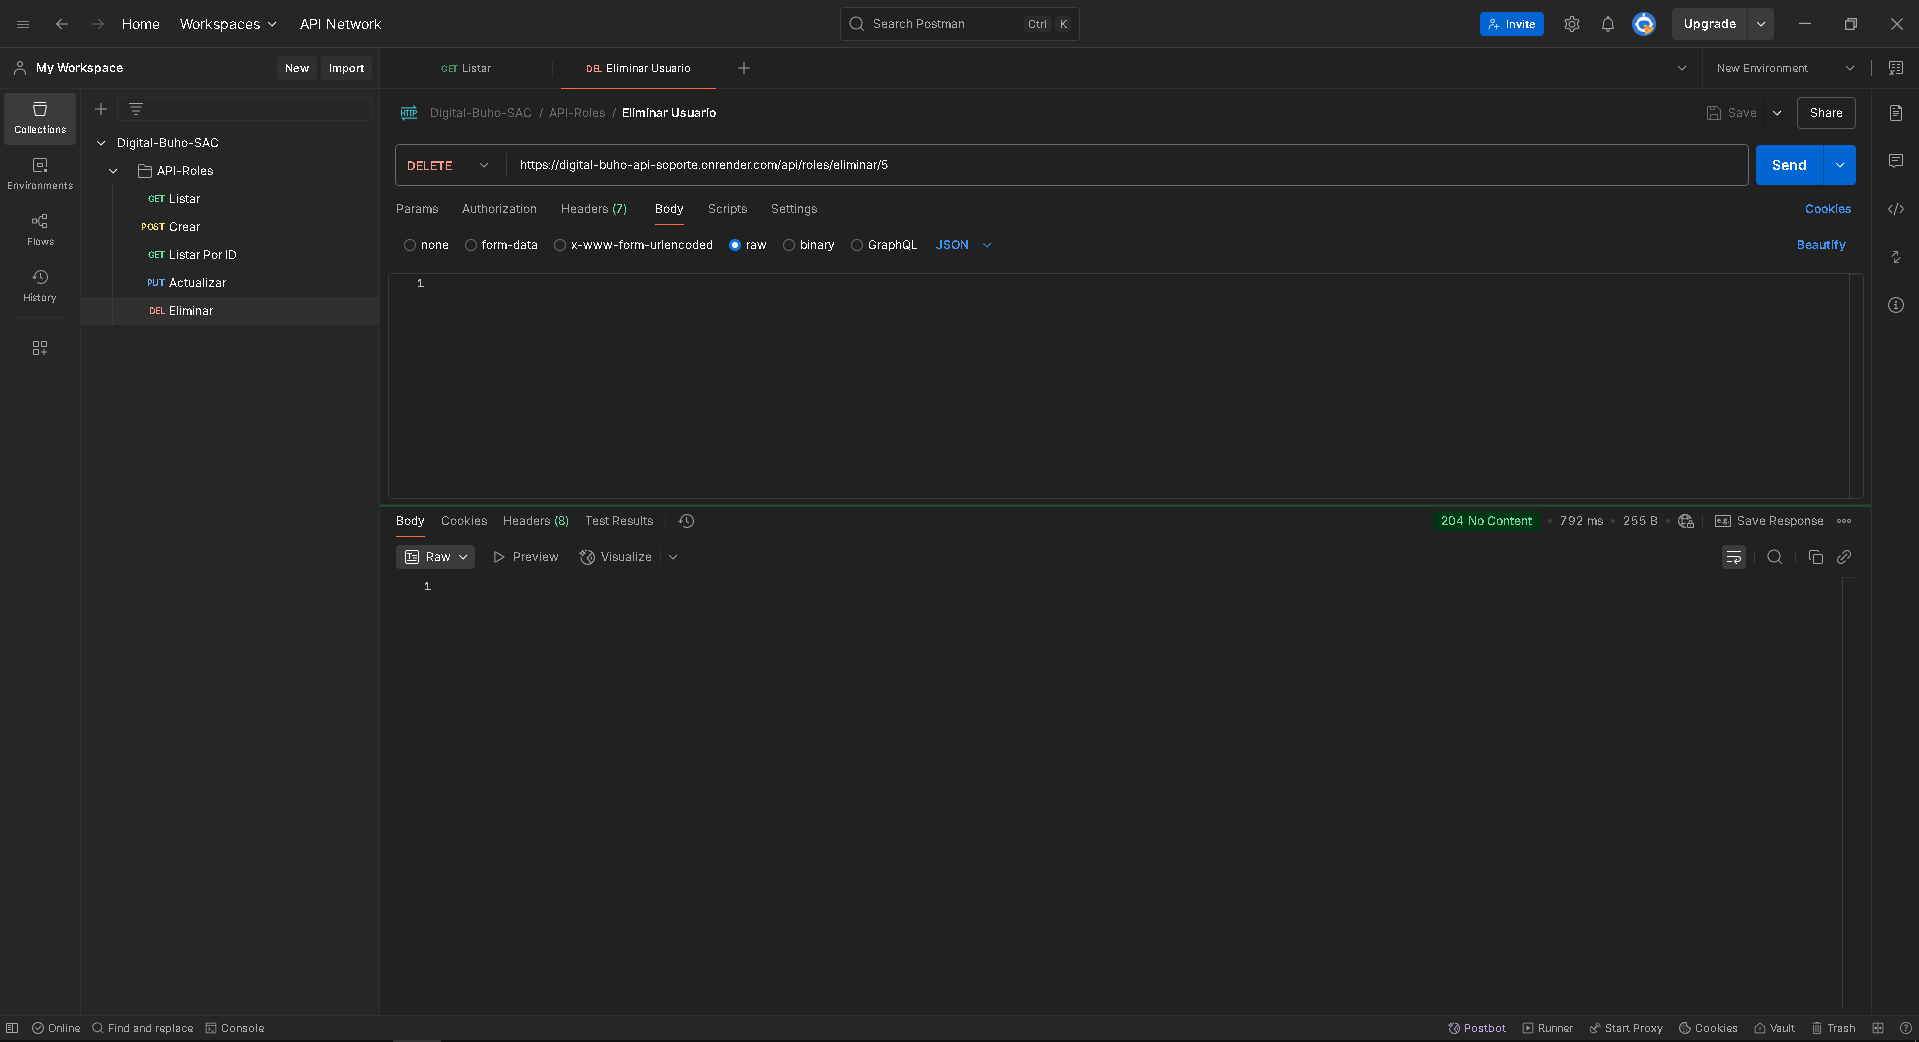 Home Workspaces API Network Search Postman Ctrl K Invite Upgrade
My Workspace New Import GET Listar DEL Eliminar Usuario New Environment
Collections
Environments
Flows
History
Digital-Buho-SAC
API-Roles
GET Listar
POST Crear
GET Listar Por ID
PUT Actualizar
DEL Eliminar
HTTP Digital-Buho-SAC / API-Roles / Eliminar Usuario Save Share
DELETE https://digital-buho-api-soporte.onrender.com/api/roles/eliminar/5 Send
Params Authorization Headers (7) Body Scripts Settings Cookies
none form-data x-www-form-urlencoded raw binary GraphQL JSON Beautify
1
Body Cookies Headers (8) Test Results 204 No Content • 792 ms • 255 B • e.g. Save Response
Raw Preview Visualize
1
Online Find and replace Console Postbot Runner Start Proxy Cookies Vault Trash